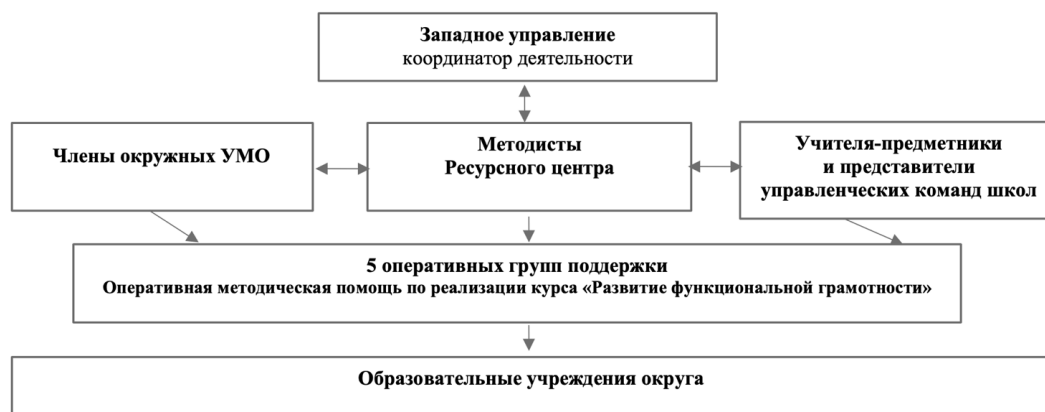 Западное управление
координатор деятельности
Члены окружных УМО
Методисты
Ресурсного центра
Учителя-предметники
и представители
управленческих команд школ
5 оперативных групп поддержки
Оперативная методическая помощь по реализации курса «Развитие функциональной грамотности»
Образовательные учреждения округа